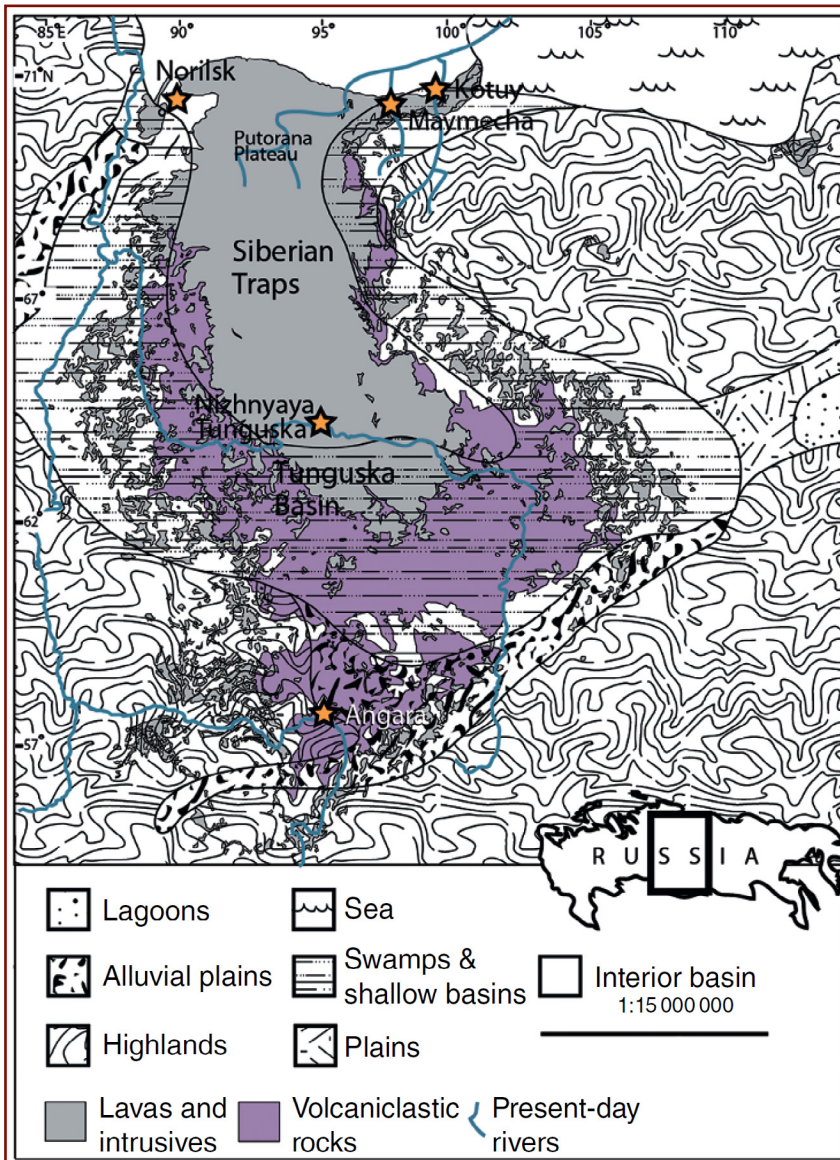 85°E 90° 95° 100° 105° 110°
71°N
Norilsk
Kotuy
Maymecha
Putorana
Plateau
Siberian
Traps
67
Nizhnyaya
Tunguska
Tunguska
Basin
62
110°
Angara
57°
RUSSIA
Lagoons
Sea
Alluvial plains
Swamps &
shallow basins
Interior basin
1:15 000 000
Highlands
Plains
Lavas and
intrusives
Volcaniclastic
rocks
Present-day
rivers